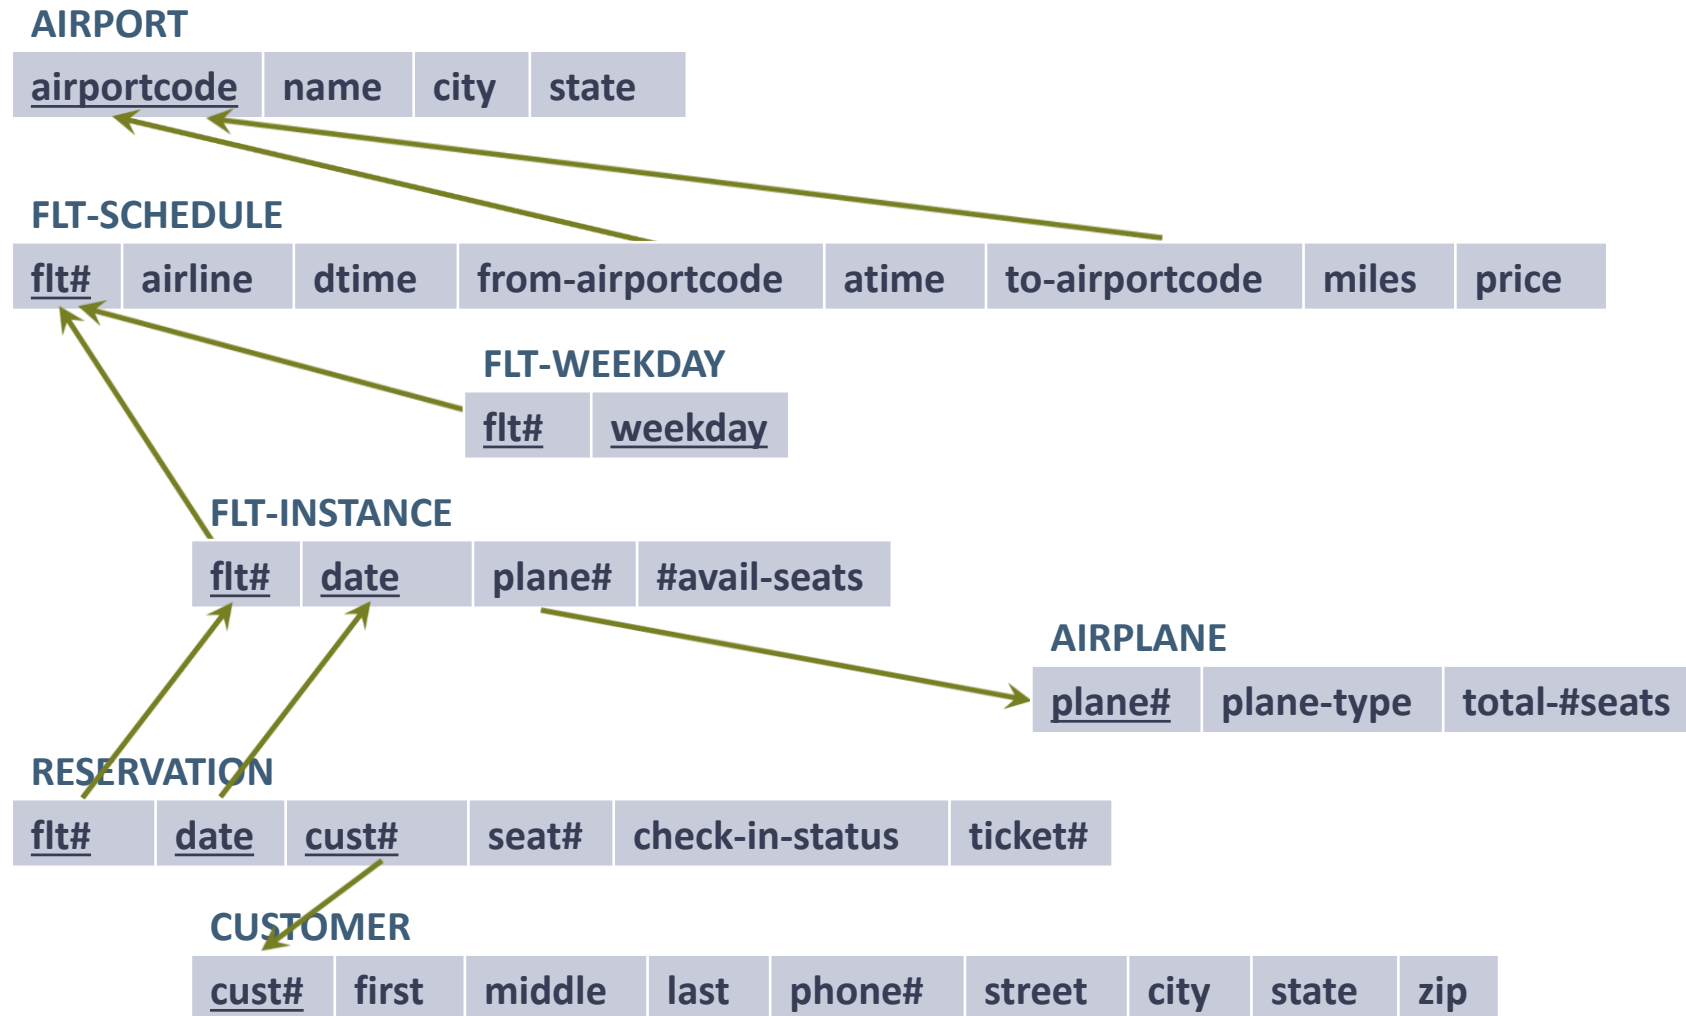 AIRPORT
airportcode name city state
FLT-SCHEDULE
flt# airline dtime from-airportcode atime to-airportcode miles price
FLT-WEEKDAY
flt# weekday
FLT-INSTANCE
flt# date plane# #avail-seats
AIRPLANE
plane# plane-type total-#seats
RESERVATION
flt# date cust# seat# check-in-status ticket#
CUSTOMER
cust# first middle last phone# street city state zip